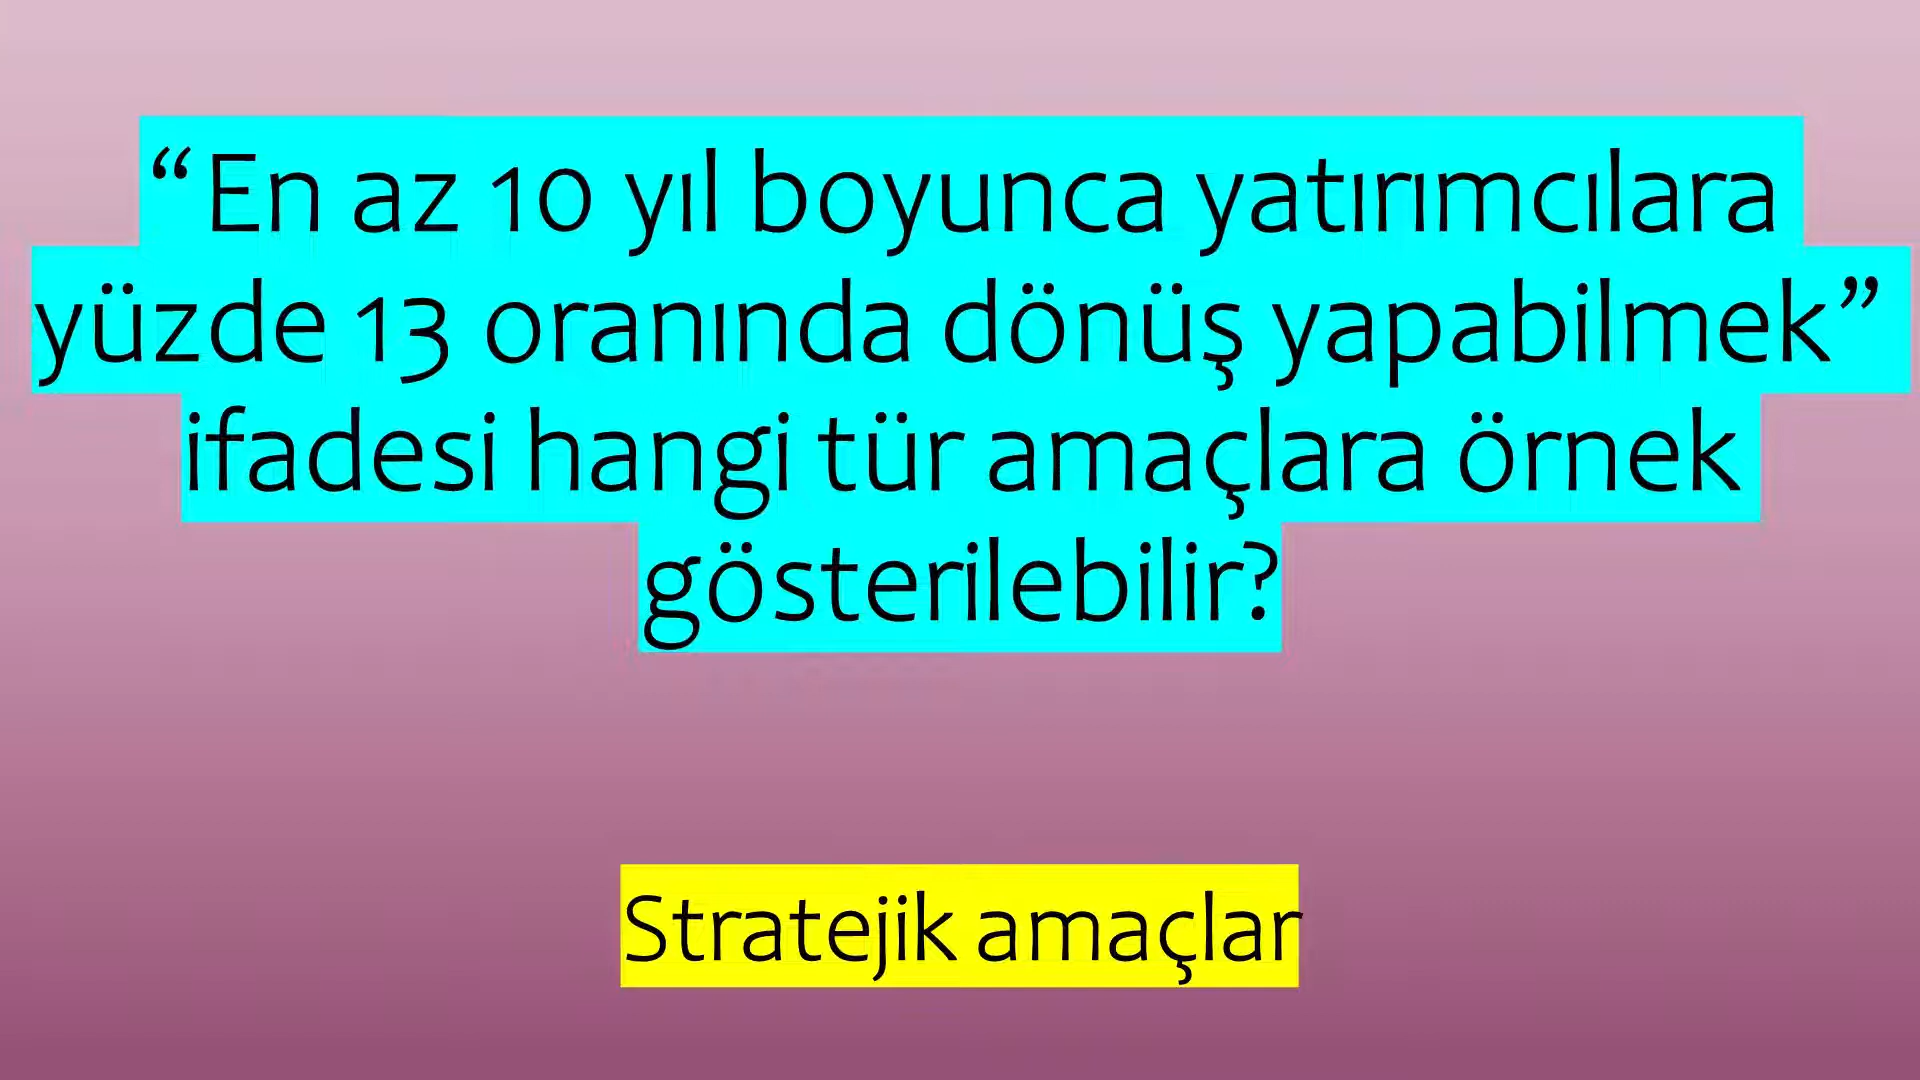 “En az 10 yıl boyunca yatırımcılara
yüzde 13 oranında dönüş yapabilmek”
ifadesi hangi tür amaçlara örnek
gösterilebilir?
Stratejik amaçlar